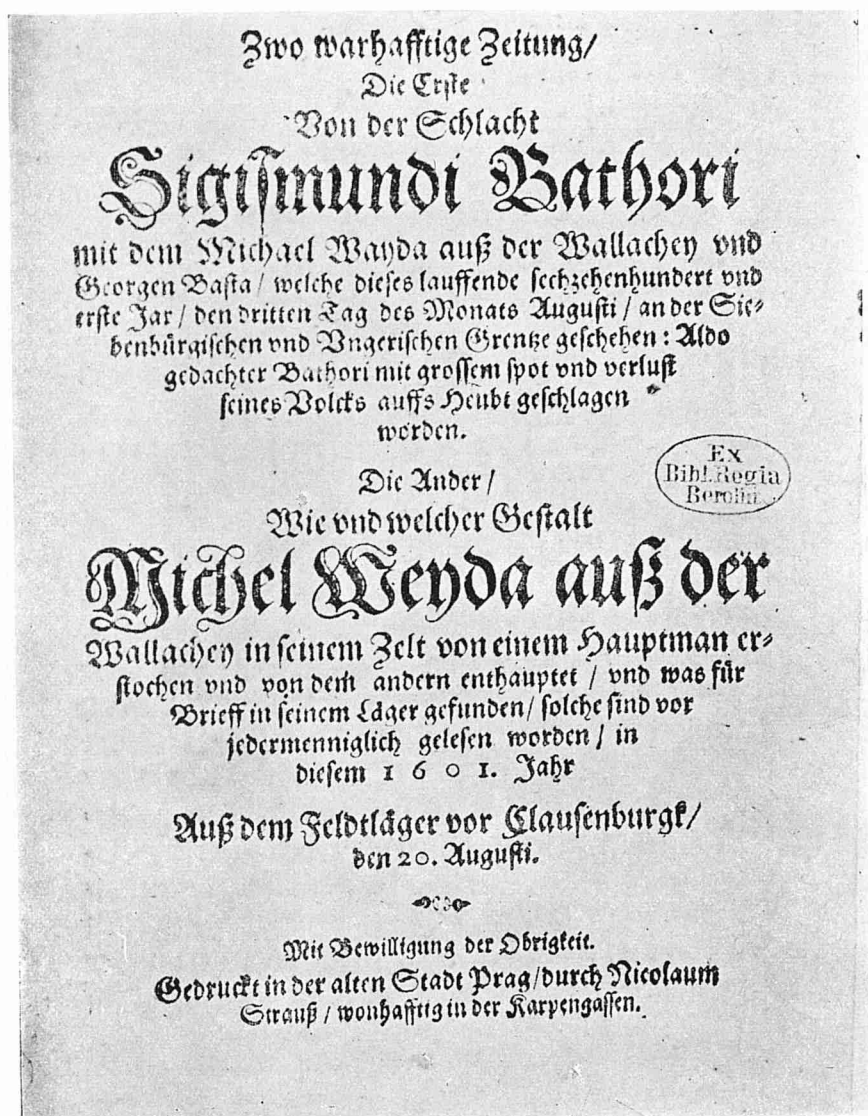 Zwo warhafftige Zeitung/
Die Erste
Von der Schlacht
Sigiſmundi Bathori
mit dem Michael Wayda auß der Wallachey vnd
Georgen Basta/ welche dieses lauffende sechzehenhundert vnd
erste Jar/ den dritten Tag des Monats Augusti/ an der Sie-
benbürgischen vnd Vngerischen Grentze geschehen: Aldo
gedachter Bathori mit grossem spot vnd verlust
seines Volcks auffs Heubt geschlagen
worden.
Die Ander/
Wie vnd welcher Gestalt
Michel Weyda auß der
Wallachey in seinem Zelt von einem Hauptman er-
stochen vnd von dem andern enthauptet/ vnd was für
Brieff in seinem Läger gefunden/ solche sind vor
jedermenniglich gelesen worden/ in
diesem 1601. Jahr
Auß dem Feldtläger vor Clausenburgk/
den 20. Augusti.
Mit Bewilligung der Obrigkeit.
Gedruckt in der alten Stadt Prag/durch Nicolaum
Strauß/ wonhafftig in der Karpengassen.
Ex
Bibl. Regia
Berolin.